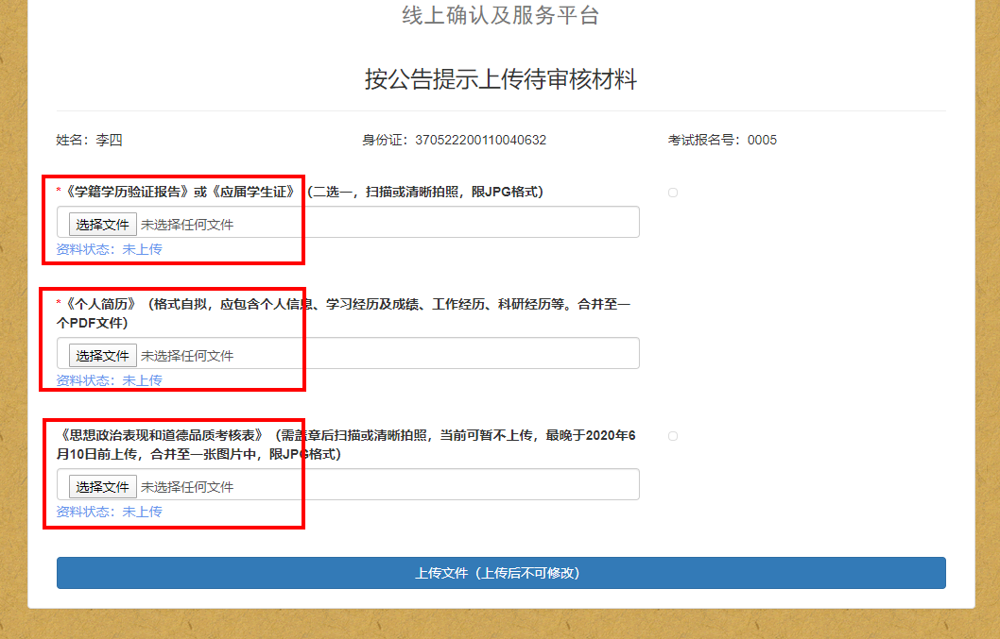 线上确认及服务平台
按公告提示上传待审核材料
姓名：李四 身份证：370522200110040632 考试报名号：0005
*《学籍学历验证报告》或《应届学生证》（二选一，扫描或清晰拍照，限JPG格式）
选择文件 未选择任何文件
资料状态：未上传
*《个人简历》（格式自拟，应包含个人信息、学习经历及成绩、工作经历、科研经历等。合并至一
个PDF文件）
选择文件 未选择任何文件
资料状态：未上传
《思想政治表现和道德品质考核表》（需盖章后扫描或清晰拍照，当前可暂不上传，最晚于2020年6
月10日前上传，合并至一张图片中，限JPG格式）
选择文件 未选择任何文件
资料状态：未上传
上传文件（上传后不可修改）